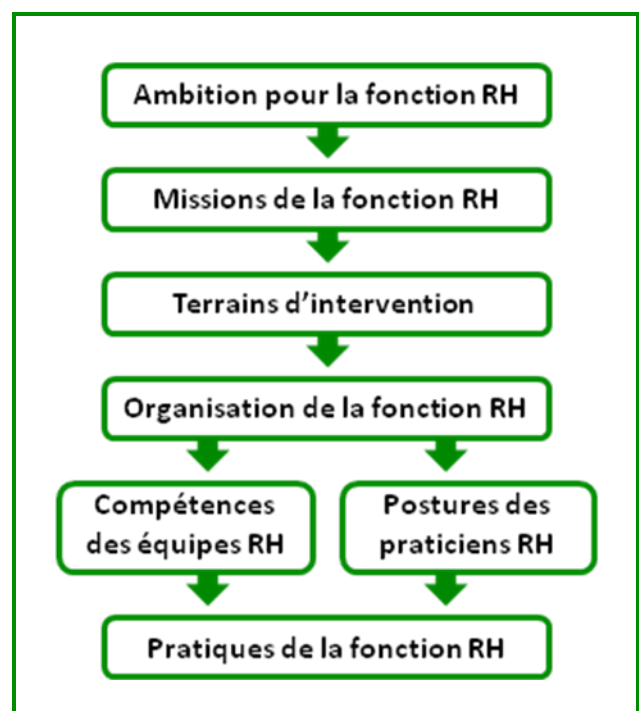 Ambition pour la fonction RH
Missions de la fonction RH
Terrains d’intervention
Organisation de la fonction RH
Compétences
des équipes RH
Postures des
praticiens RH
Pratiques de la fonction RH